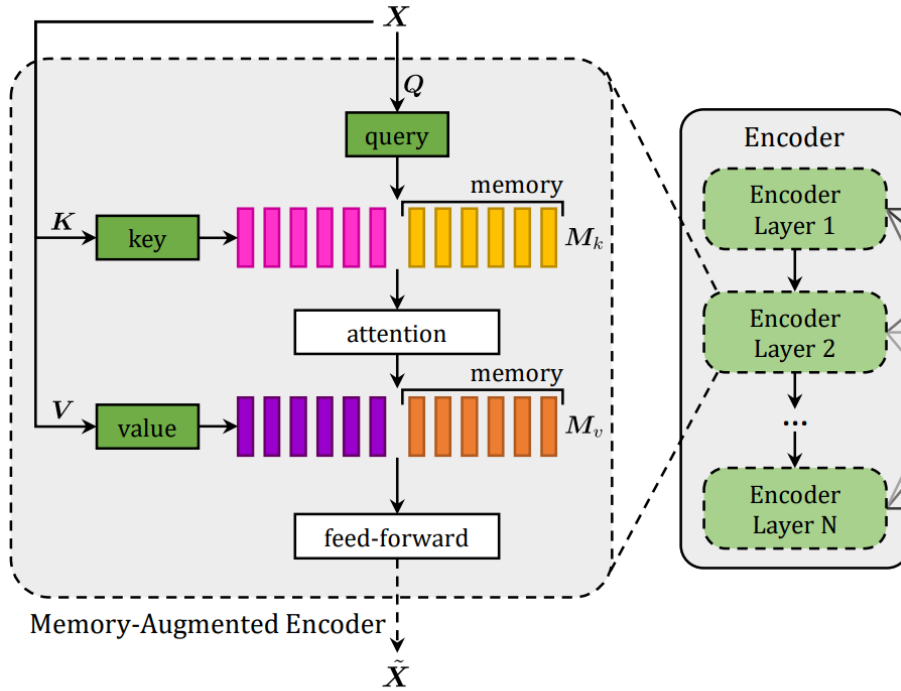 X
Q
query
memory
K
key
M_k
attention
memory
V
value
M_v
feed-forward
Memory-Augmented Encoder
X̃
Encoder
Encoder
Layer 1
Encoder
Layer 2
...
Encoder
Layer N